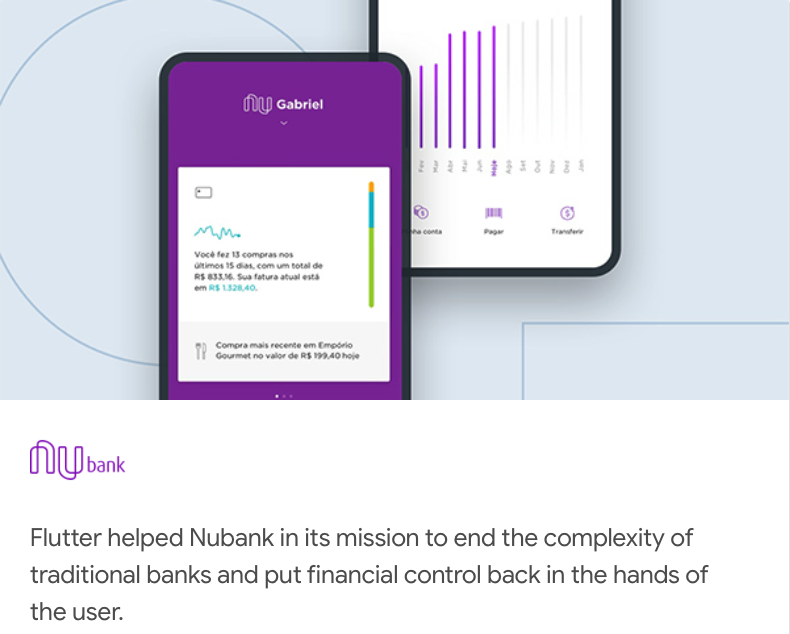 nu Gabriel
Você fez 13 compras nos
últimos 15 dias, com um total de
R$ 833,16. Sua fatura atual está
em R$ 1.328,40.
Compra mais recente em Empório
Gourmet no valor de R$ 199,40 hoje
Fev
Mar
Abr
Mai
Jun
Hoje
Ago
Set
Out
Nov
Dez
Jan
conta
Pagar
Transferir
nu bank
Flutter helped Nubank in its mission to end the complexity of
traditional banks and put financial control back in the hands of
the user.